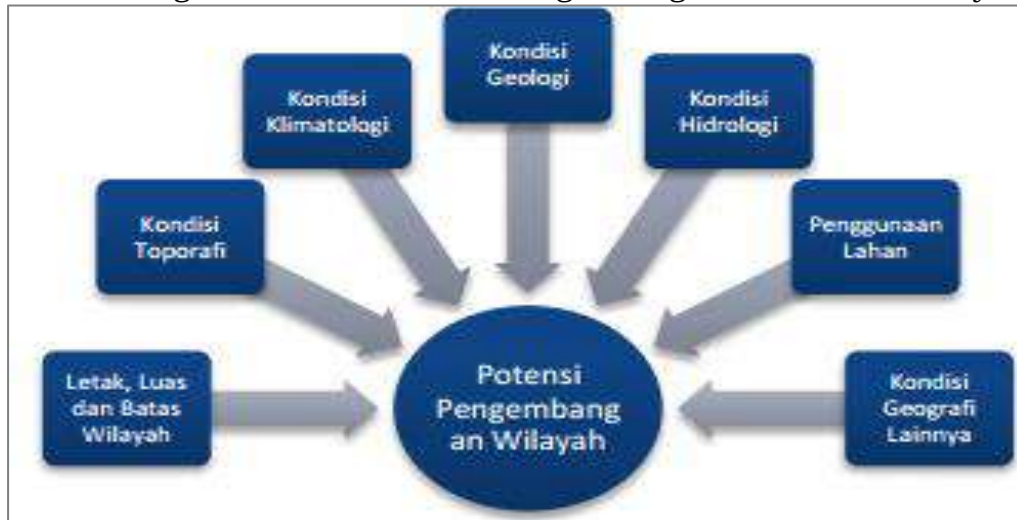 Kondisi
Geologi
Kondisi
Klimatologi
Kondisi
Hidrologi
Kondisi
Toporafi
Penggunaan
Lahan
Letak, Luas
dan Batas
Wilayah
Potensi
Pengembang
an Wilayah
Kondisi
Geografi
Lainnya